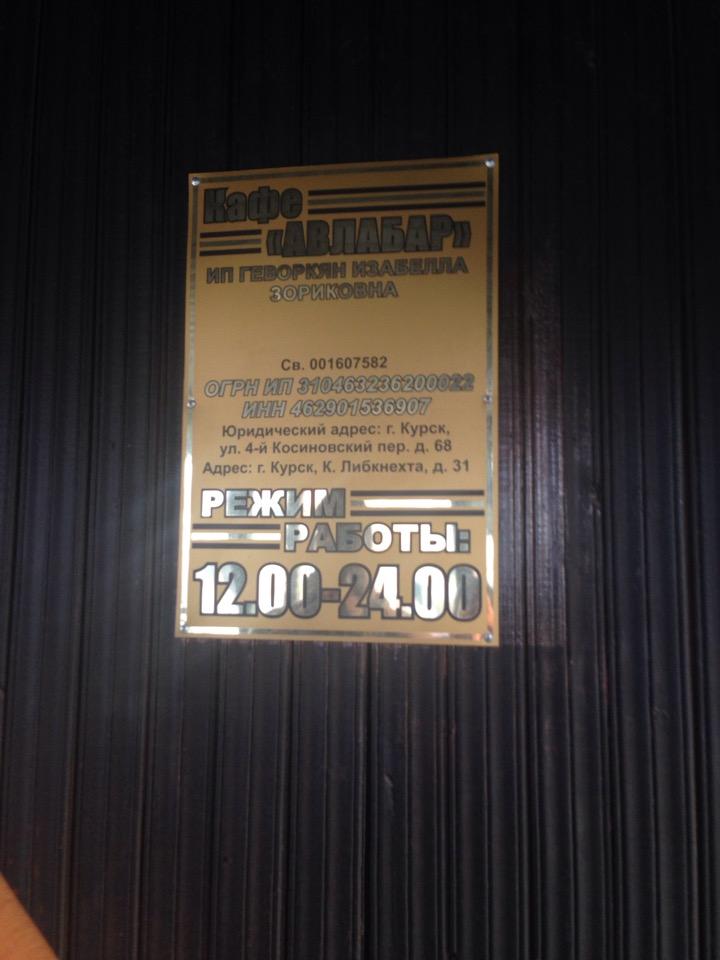 Кафе
«АВЛАБАР»
ИП ГЕВОРКЯН ИЗАБЕЛЛА
ЗОРИКОВНА
Св. 001607582
ОГРН ИП 310463236200022
ИНН 462901536907
Юридический адрес: г. Курск,
ул. 4-й Косиновский пер. д. 68
Адрес: г. Курск, К. Либкнехта, д. 31
РЕЖИМ
РАБОТЫ:
12.00-24.00